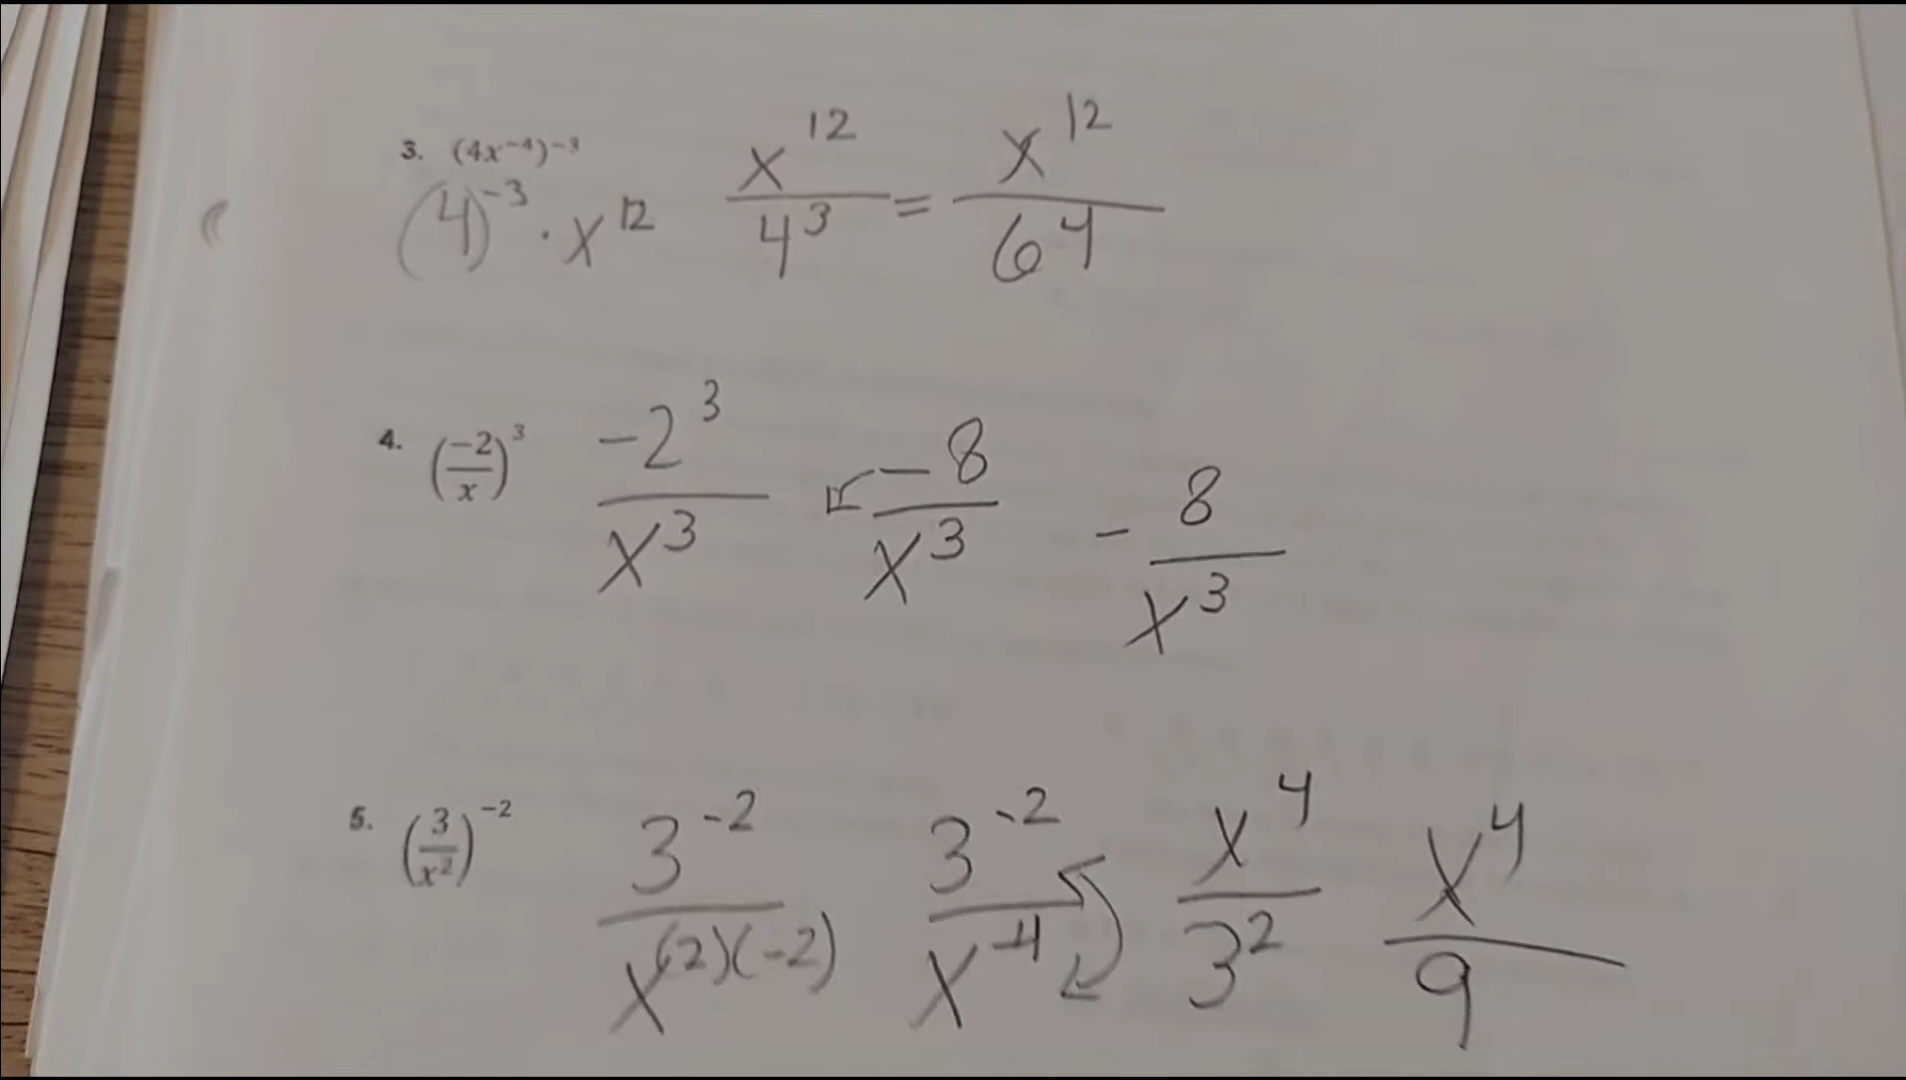 3. (4x⁻⁴)⁻³
(4)⁻³ · x¹² x¹²/4³ = x¹²/64
4. (-2/x)³ -2³/x³ -8/x³ - 8/x³
5. (3/x²)⁻² 3⁻²/x⁽²⁾⁽⁻²⁾ 3⁻²/x⁻⁴ x⁴/3² x⁴/9